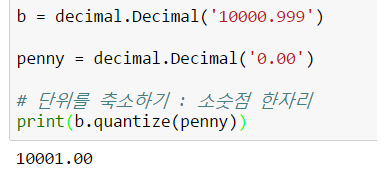 b = decimal.Decimal('10000.999')
penny = decimal.Decimal('0.00')
# 단위를 축소하기 : 소숫점 한자리
print(b.quantize(penny))
10001.00